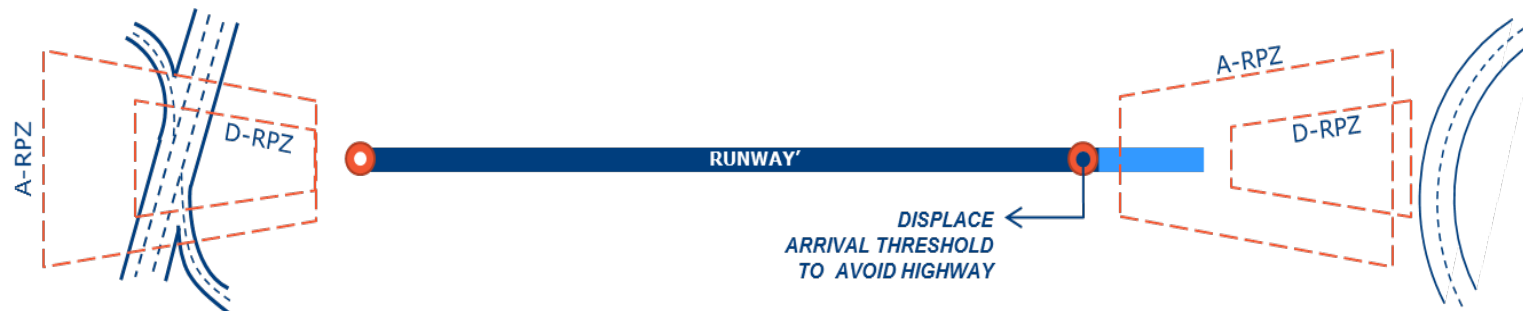 A-RPZ
D-RPZ
RUNWAY'
DISPLACE
ARRIVAL THRESHOLD
TO AVOID HIGHWAY
A-RPZ
D-RPZ